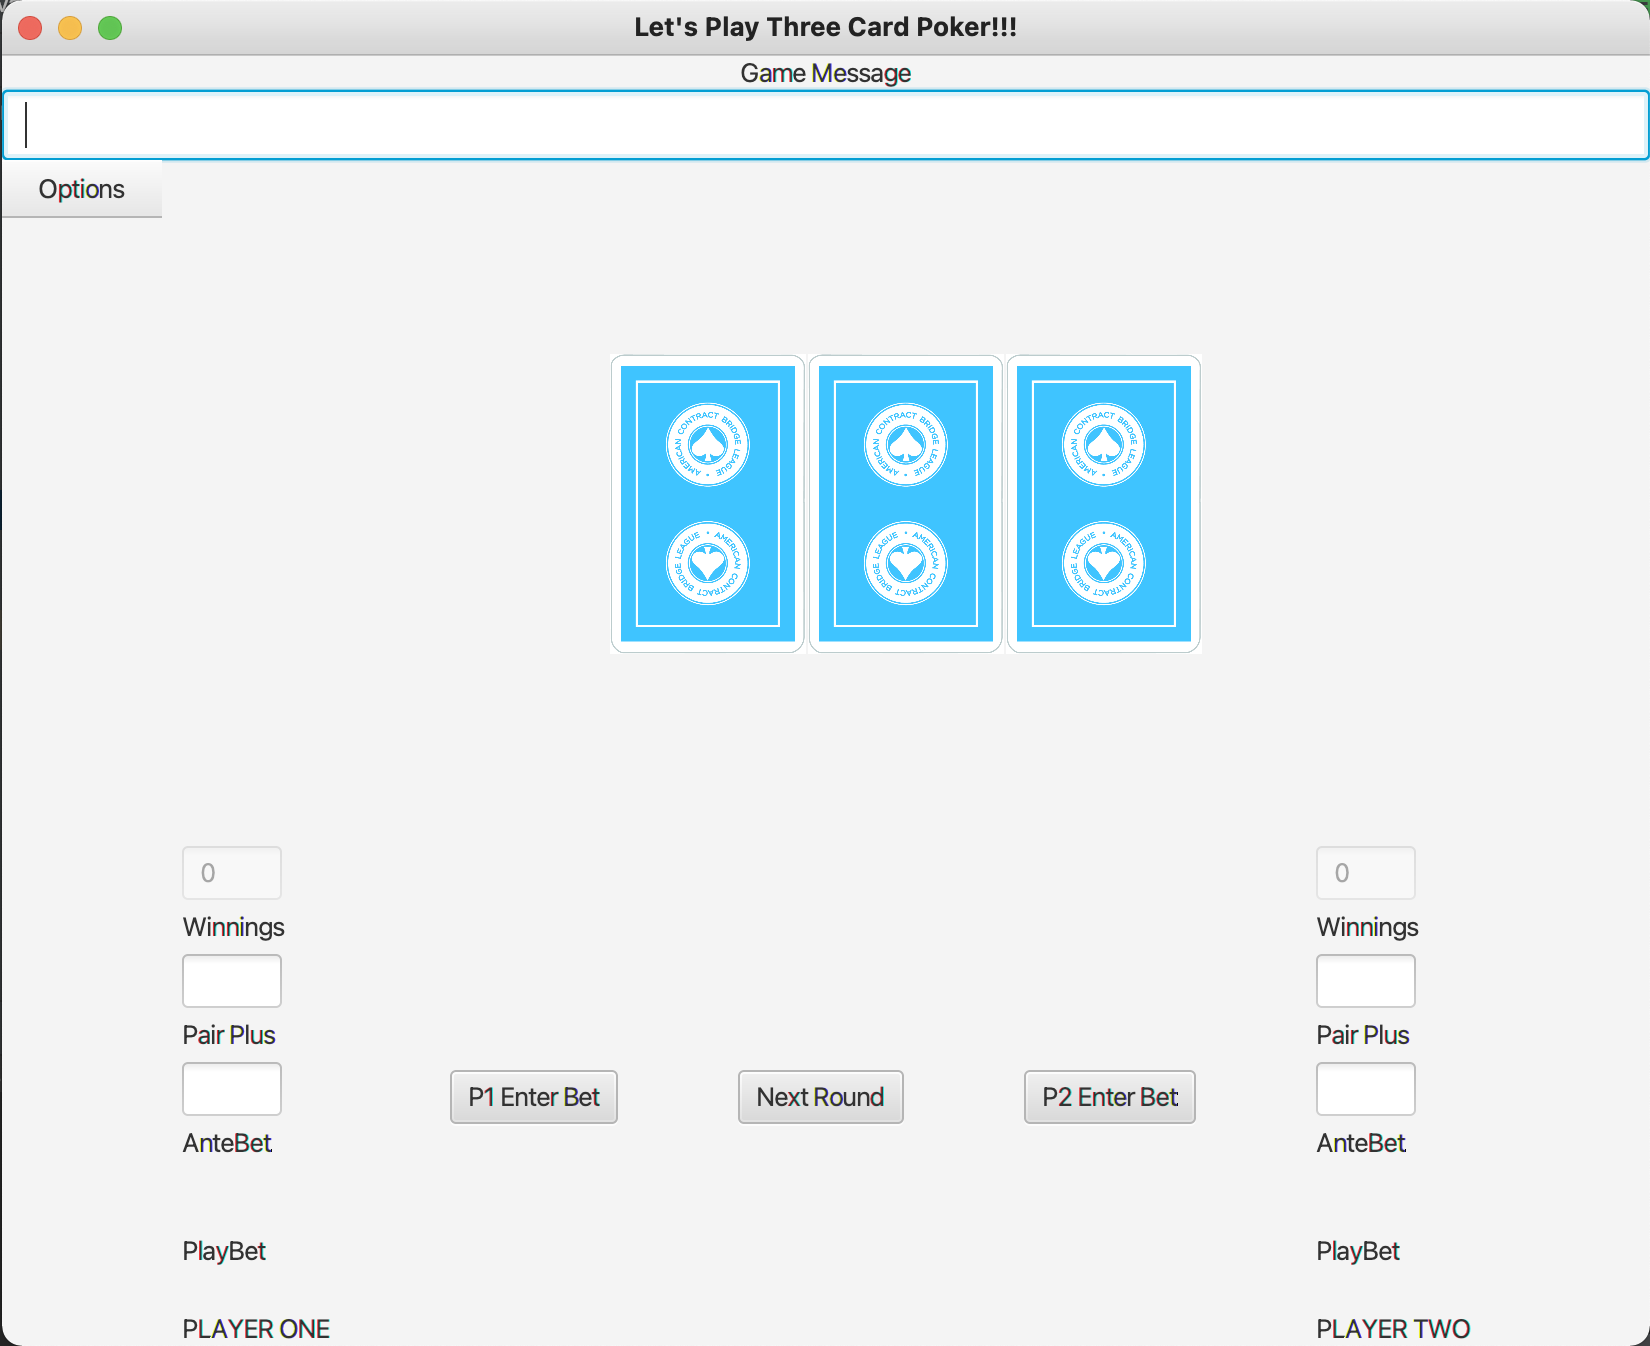 Let's Play Three Card Poker!!!
Game Message
Options
AMERICAN CONTRACT BRIDGE LEAGUE •
AMERICAN CONTRACT BRIDGE LEAGUE •
AMERICAN CONTRACT BRIDGE LEAGUE •
AMERICAN CONTRACT BRIDGE LEAGUE •
AMERICAN CONTRACT BRIDGE LEAGUE •
AMERICAN CONTRACT BRIDGE LEAGUE •
0
Winnings
Pair Plus
AnteBet
PlayBet
PLAYER ONE
P1 Enter Bet
Next Round
P2 Enter Bet
0
Winnings
Pair Plus
AnteBet
PlayBet
PLAYER TWO